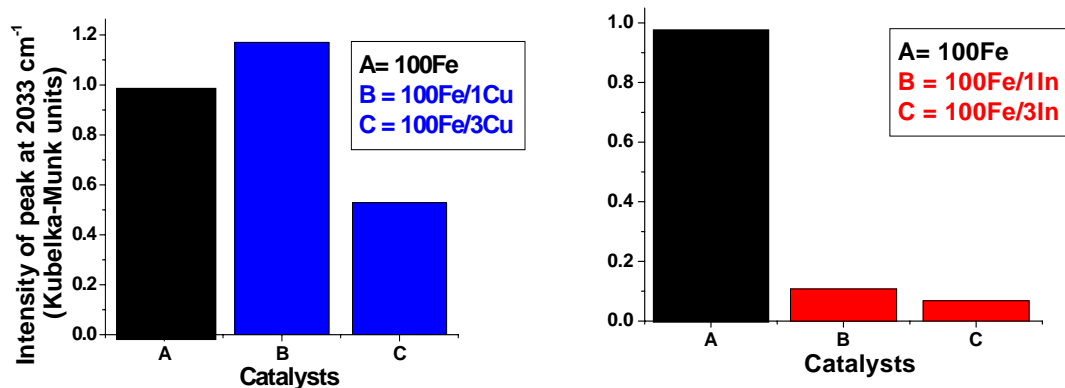 Intensity of peak at 2033 cm⁻¹
(Kubelka-Munk units)
1.2
1.0
0.8
0.6
0.4
0.2
0.0
A= 100Fe
B = 100Fe/1Cu
C = 100Fe/3Cu
A
B
C
Catalysts
1.0
0.8
0.6
0.4
0.2
0.0
A= 100Fe
B = 100Fe/1In
C = 100Fe/3In
A
B
C
Catalysts